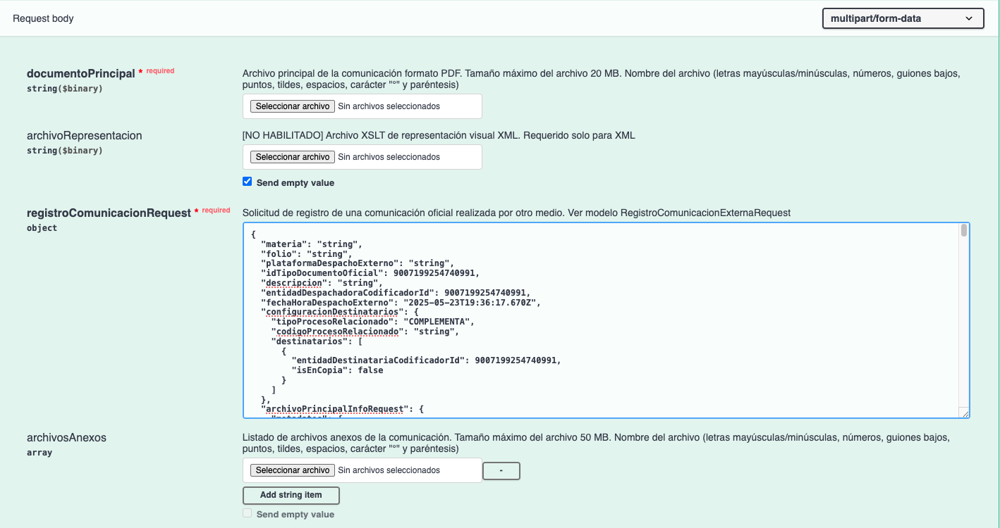 Request body
multipart/form-data
documentoPrincipal * required
string($binary)
Archivo principal de la comunicación formato PDF. Tamaño máximo del archivo 20 MB. Nombre del archivo (letras mayúsculas/minúsculas, números, guiones bajos,
puntos, tildes, espacios, carácter "°" y paréntesis)
Seleccionar archivo Sin archivos seleccionados
archivoRepresentacion
string($binary)
[NO HABILITADO] Archivo XSLT de representación visual XML. Requerido solo para XML
Seleccionar archivo Sin archivos seleccionados
Send empty value
registroComunicacionRequest * required
object
Solicitud de registro de una comunicación oficial realizada por otro medio. Ver modelo RegistroComunicacionExternaRequest
{
"materia": "string",
"folio": "string",
"plataformaDespachoExterno": "string",
"idTipoDocumentoOficial": 9007199254740991,
"descripcion": "string",
"entidadDespachadoraCodificadorId": 9007199254740991,
"fechaHoraDespachoExterno": "2025-05-23T19:36:17.670Z",
"configuracionDestinatarios": {
"tipoProcesoRelacionado": "COMPLEMENTA",
"codigoProcesoRelacionado": "string",
"destinatarios": [
{
"entidadDestinatariaCodificadorId": 9007199254740991,
"isEnCopia": false
}
]
},
"archivoPrincipalInfoRequest": {
"metadatos": {
archivosAnexos
array
Listado de archivos anexos de la comunicación. Tamaño máximo del archivo 50 MB. Nombre del archivo (letras mayúsculas/minúsculas, números, guiones bajos,
puntos, tildes, espacios, carácter "°" y paréntesis)
Seleccionar archivo Sin archivos seleccionados
-
Add string item
Send empty value